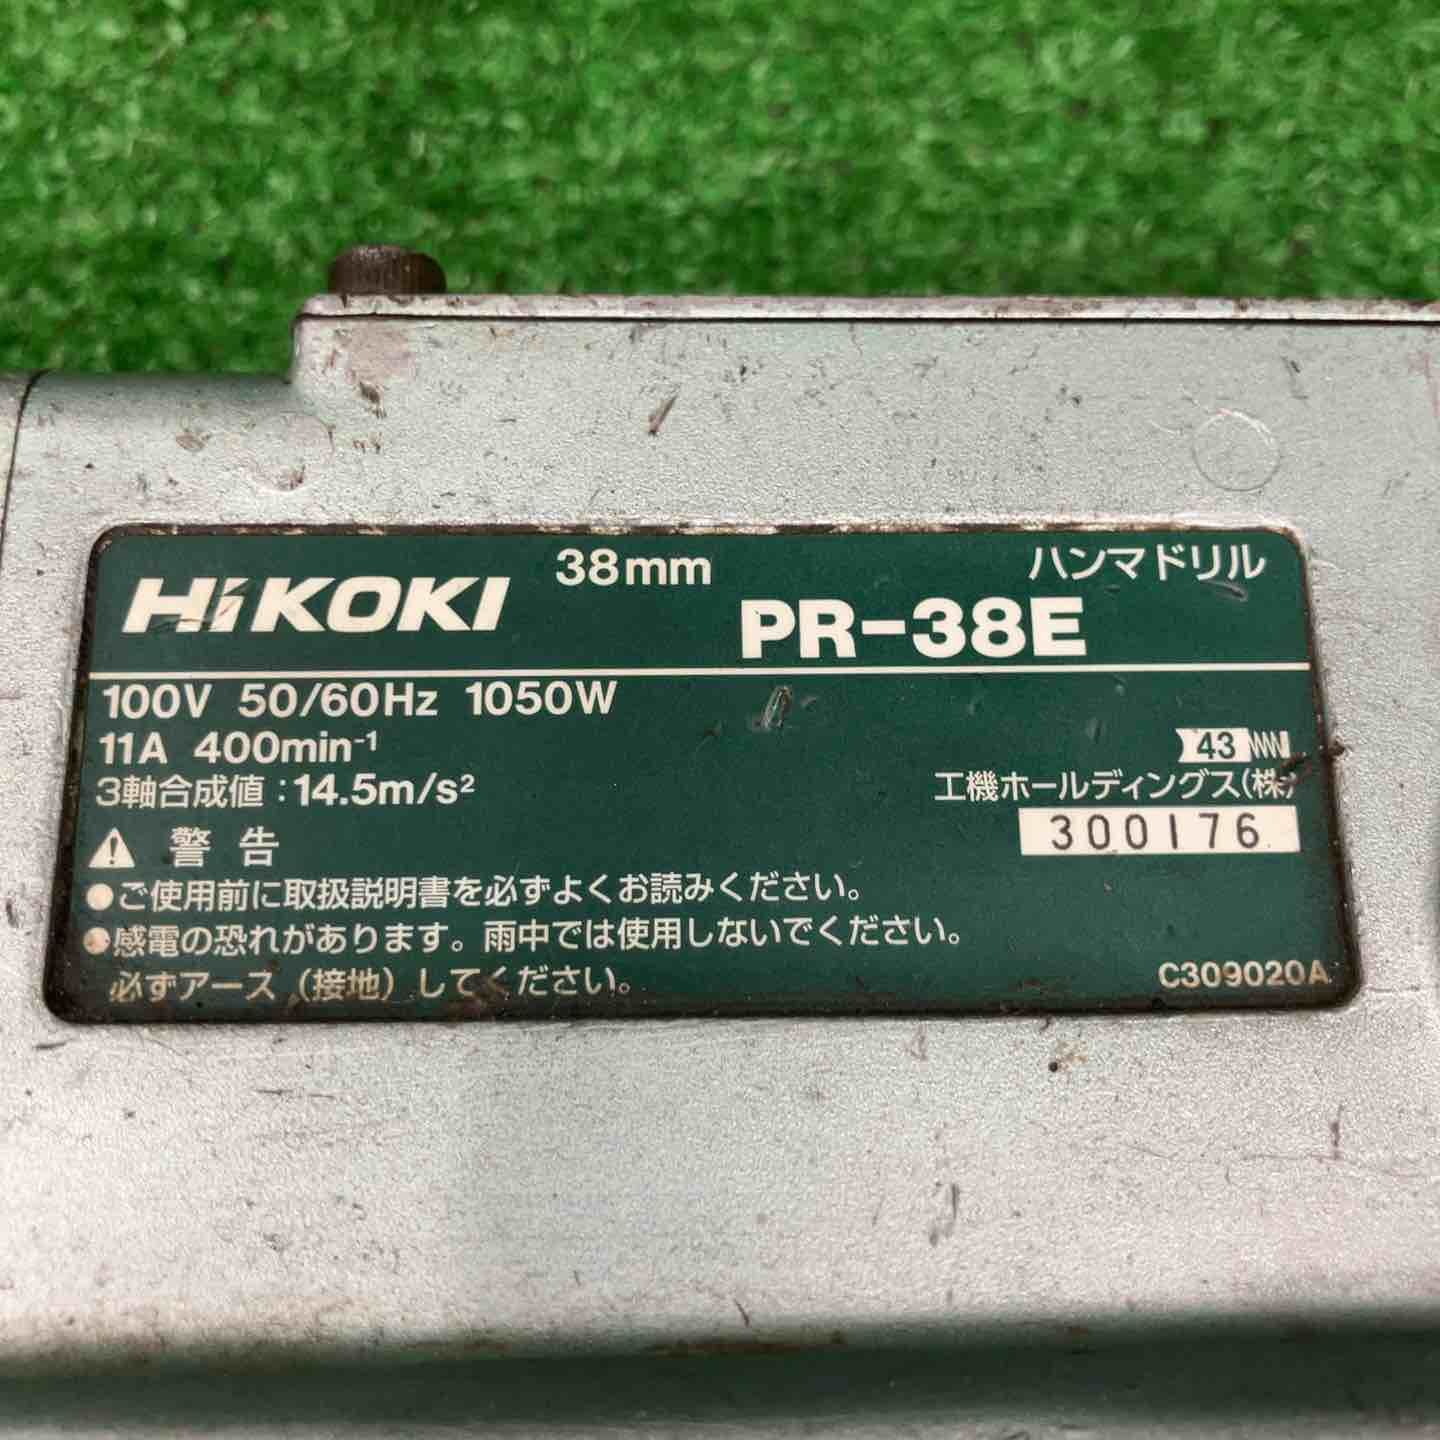 HiKOKI 38mm PR-38E ハンマドリル
100V 50/60Hz 1050W
11A 400min⁻¹
43
3軸合成値:14.5m/s²
工機ホールディングス(株)
300176
⚠ 警告
●ご使用前に取扱説明書を必ずよくお読みください。
●感電の恐れがあります。雨中では使用しないでください。
必ずアース(接地)してください。
C309020A